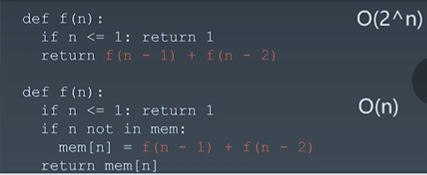 def f(n):
  if n <= 1: return 1
  return f(n - 1) + f(n - 2)
O(2^n)
def f(n):
  if n <= 1: return 1
  if n not in mem:
    mem[n] = f(n - 1) + f(n - 2)
  return mem[n]
O(n)